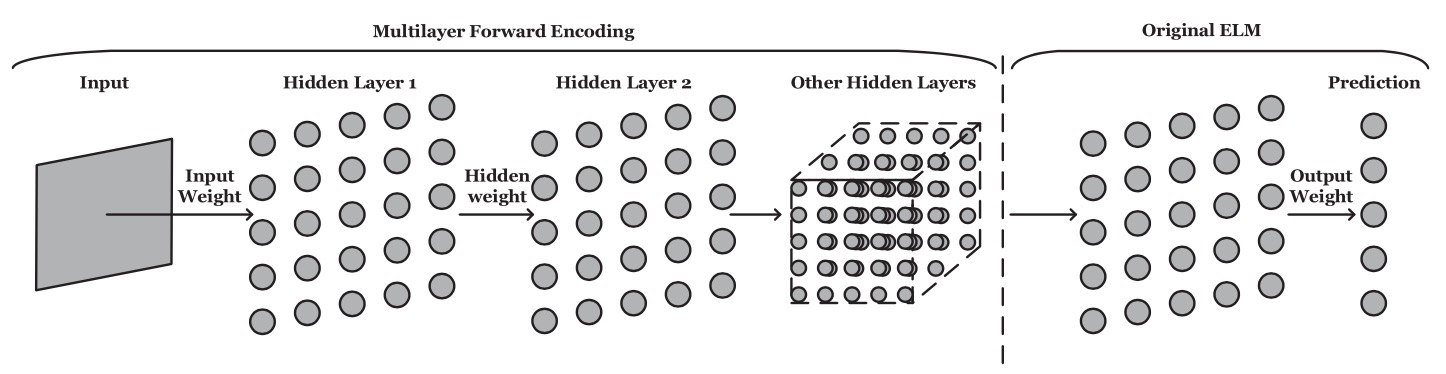 Multilayer Forward Encoding
Original ELM
Input
Hidden Layer 1
Hidden Layer 2
Other Hidden Layers
Prediction
Input
Weight
Hidden
weight
Output
Weight